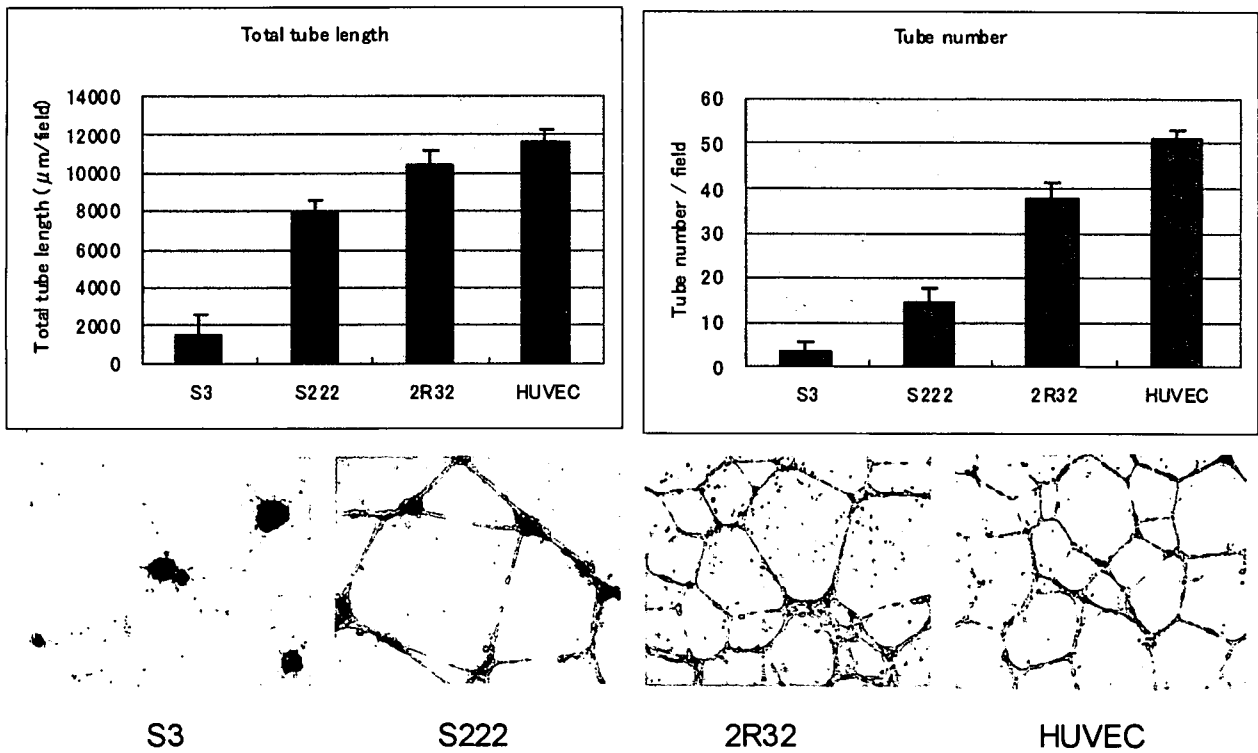 Total tube length
Total tube length (μm/field)
14000
12000
10000
8000
6000
4000
2000
0
S3 S222 2R32 HUVEC
Tube number
Tube number / field
60
50
40
30
20
10
0
S3 S222 2R32 HUVEC
S3 S222 2R32 HUVEC